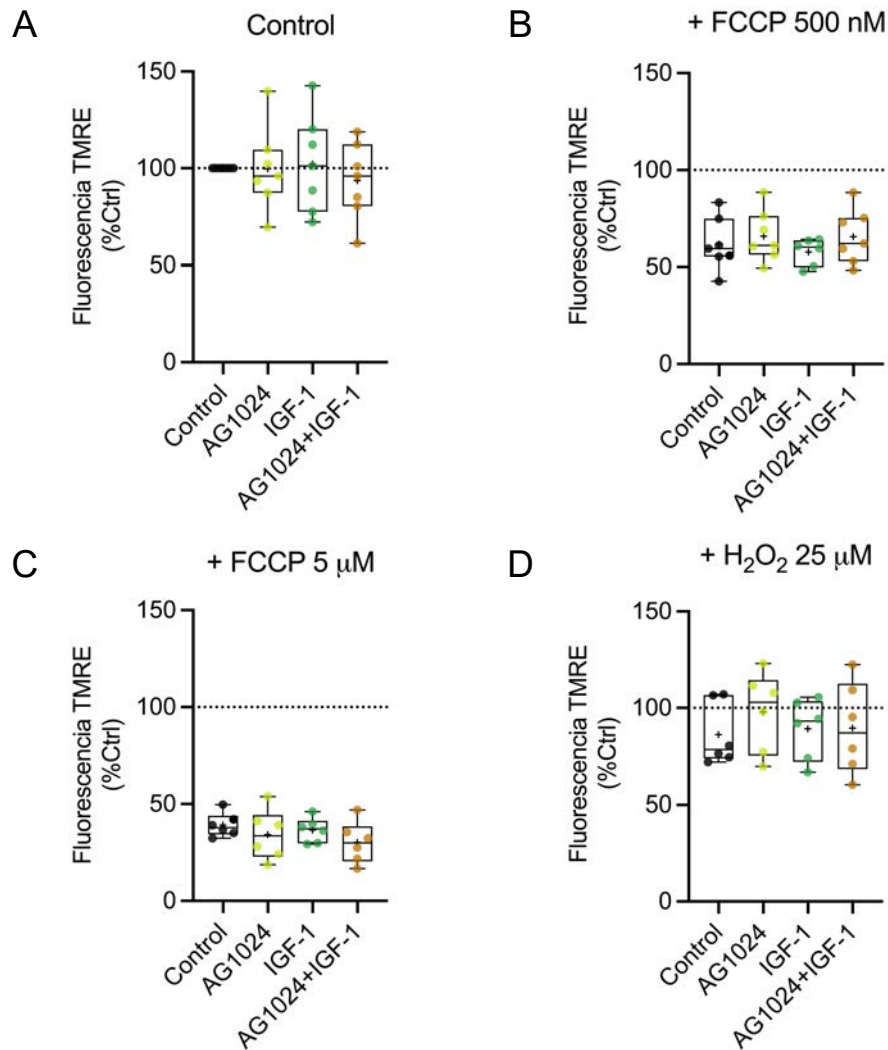 A
Control
Fluorescencia TMRE
(%Ctrl)
150
100
50
0
Control
AG1024
IGF-1
AG1024+IGF-1
B
+ FCCP 500 nM
Fluorescencia TMRE
(%Ctrl)
150
100
50
0
Control
AG1024
IGF-1
AG1024+IGF-1
C
+ FCCP 5 μM
Fluorescencia TMRE
(%Ctrl)
150
100
50
0
Control
AG1024
IGF-1
AG1024+IGF-1
D
+ H₂O₂ 25 μM
Fluorescencia TMRE
(%Ctrl)
150
100
50
0
Control
AG1024
IGF-1
AG1024+IGF-1